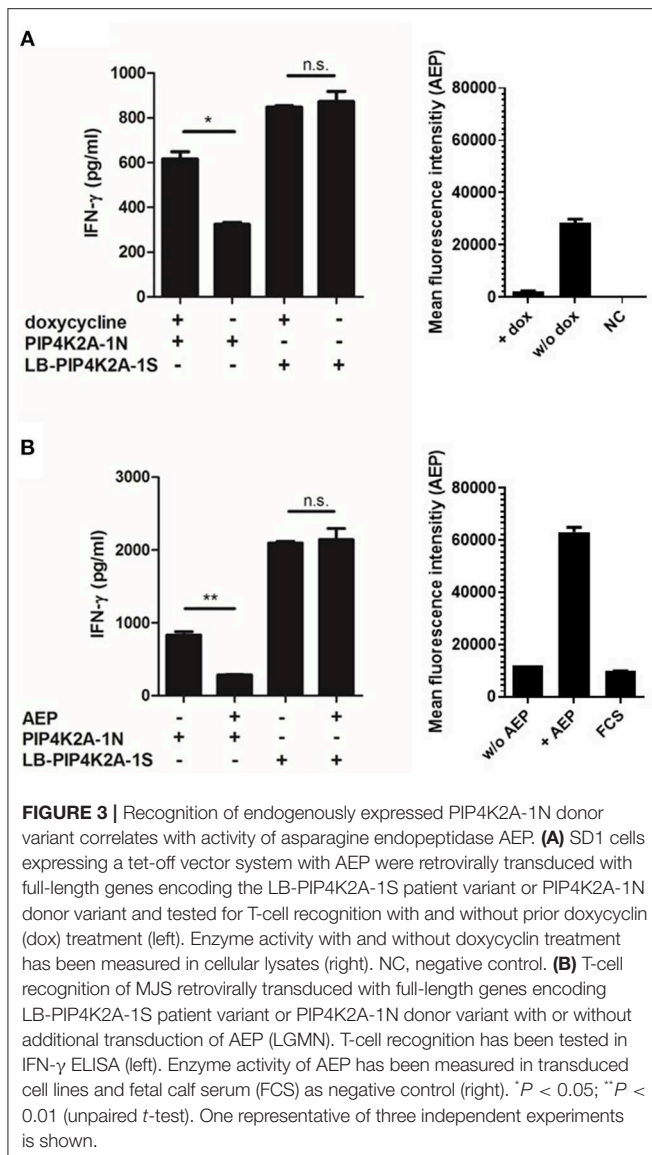 A
1000
800
600
400
200
0
IFN-γ (pg/ml)
*
n.s.
doxycycline + - + -
PIP4K2A-1N + + - -
LB-PIP4K2A-1S - - + +
80000
60000
40000
20000
0
Mean fluorescence intensitiy (AEP)
+ dox
w/o dox
NC
B
3000
2000
1000
0
IFN-γ (pg/ml)
**
n.s.
AEP - + - +
PIP4K2A-1N + + - -
LB-PIP4K2A-1S - - + +
80000
60000
40000
20000
0
Mean fluorescence intensitiy (AEP)
w/o AEP
+ AEP
FCS
FIGURE 3 | Recognition of endogenously expressed PIP4K2A-1N donor
variant correlates with activity of asparagine endopeptidase AEP. (A) SD1 cells
expressing a tet-off vector system with AEP were retrovirally transduced with
full-length genes encoding the LB-PIP4K2A-1S patient variant or PIP4K2A-1N
donor variant and tested for T-cell recognition with and without prior doxycyclin
(dox) treatment (left). Enzyme activity with and without doxycyclin treatment
has been measured in cellular lysates (right). NC, negative control. (B) T-cell
recognition of MJS retrovirally transduced with full-length genes encoding
LB-PIP4K2A-1S patient variant or PIP4K2A-1N donor variant with or without
additional transduction of AEP (LGMN). T-cell recognition has been tested in
IFN-γ ELISA (left). Enzyme activity of AEP has been measured in transduced
cell lines and fetal calf serum (FCS) as negative control (right). *P < 0.05; **P <
0.01 (unpaired t-test). One representative of three independent experiments
is shown.